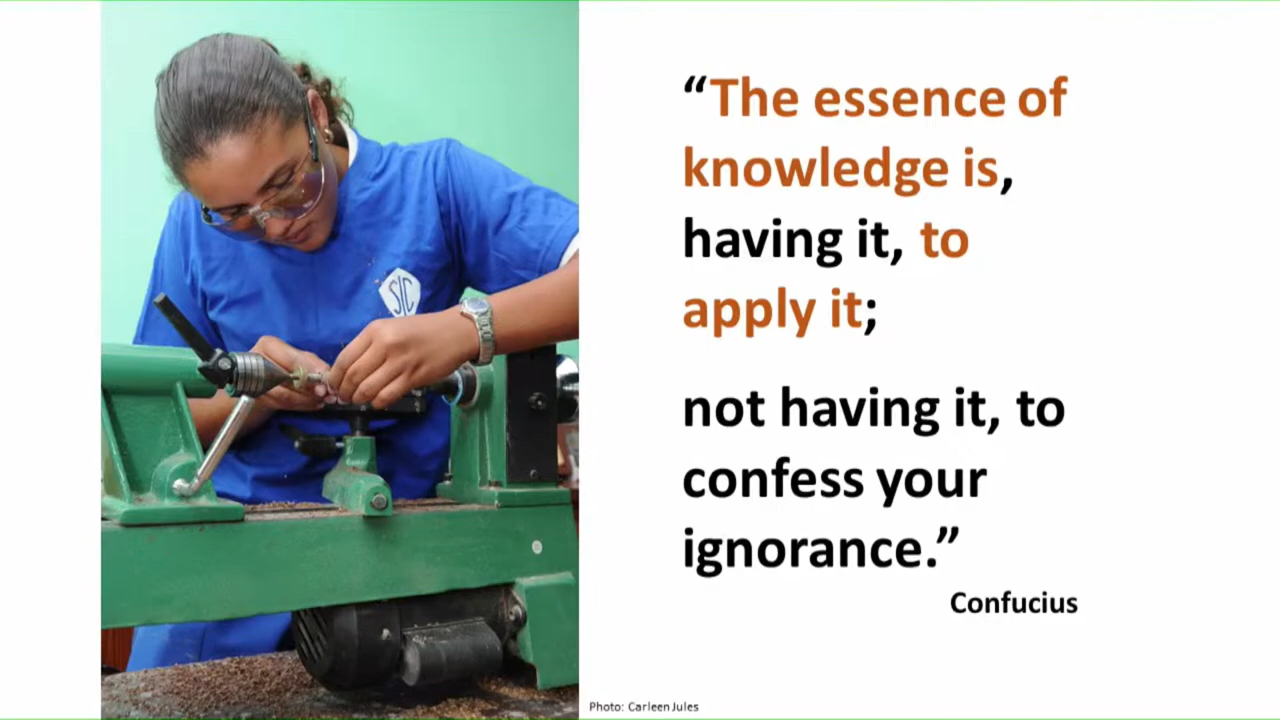 “The essence of
knowledge is,
having it, to
apply it;
not having it, to
confess your
ignorance.”
Confucius
SIC
Photo: Carleen Jules